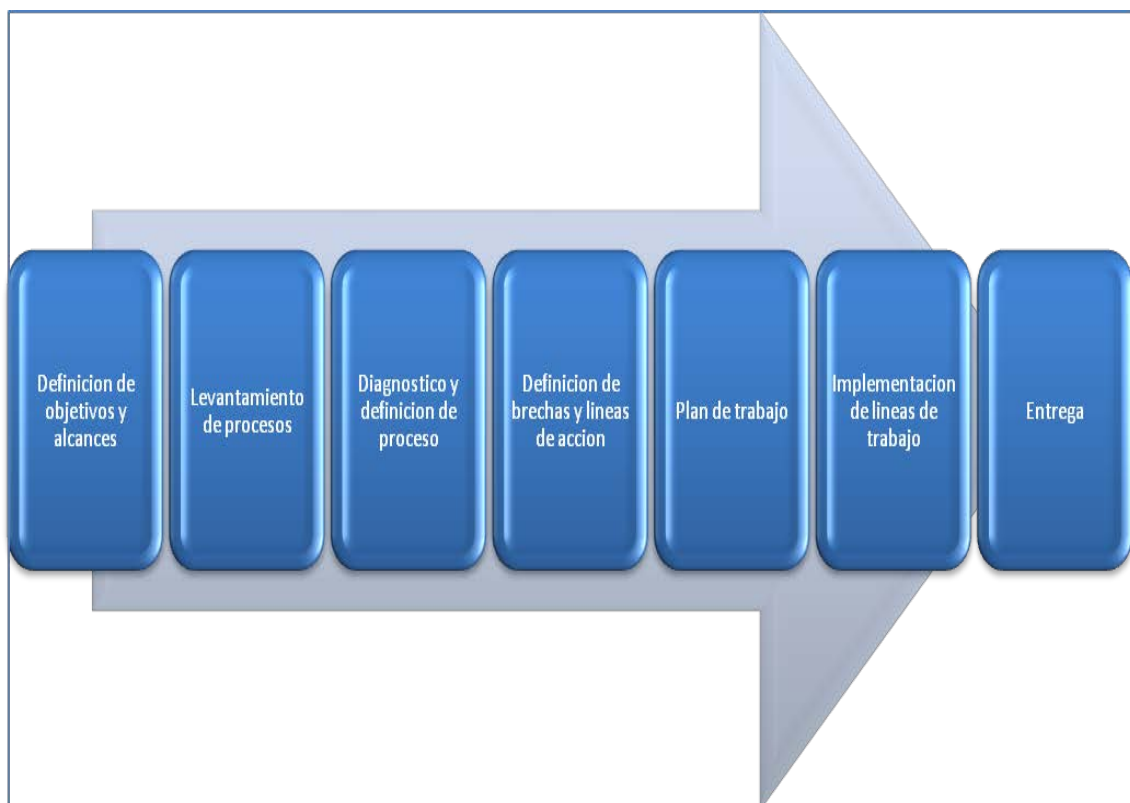 Definicion de
objetivos y
alcances
Levantamiento
de procesos
Diagnostico y
definicion de
proceso
Definicion de
brechas y lineas
de accion
Plan de trabajo
Implementacion
de lineas de
trabajo
Entrega